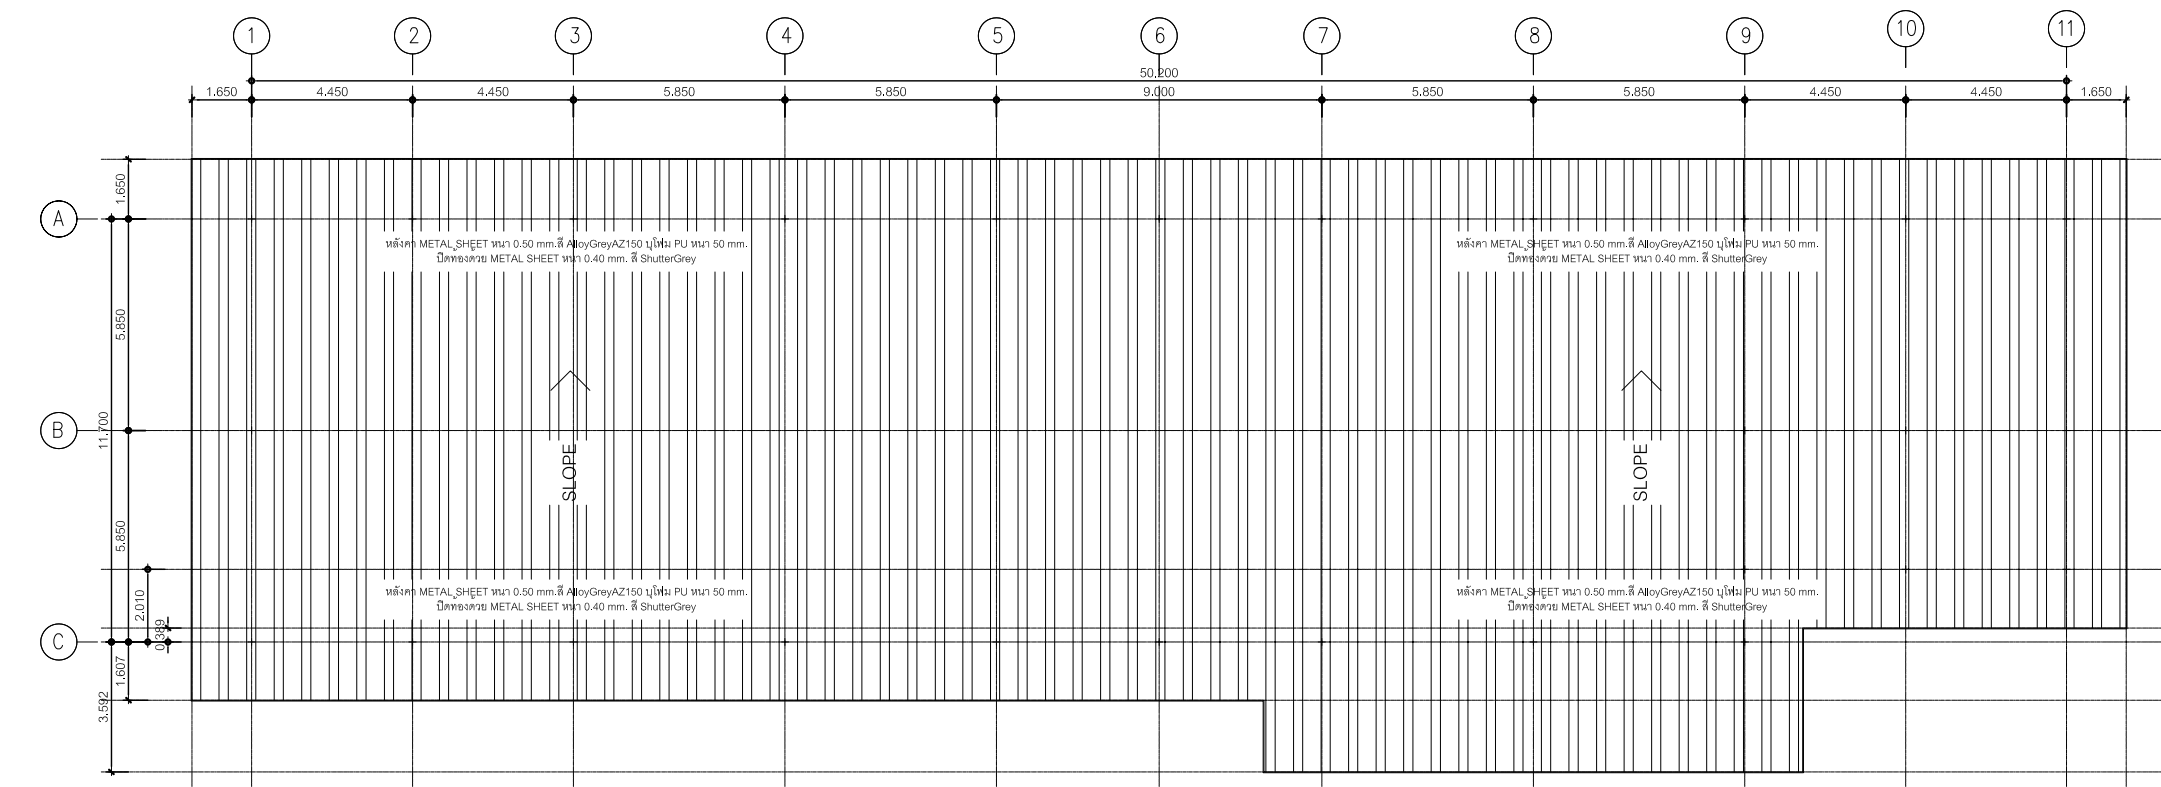 1 2 3 4 5 6 7 8 9 10 11
50.200
1.650 4.450 4.450 5.850 5.850 9.000 5.850 5.850 4.450 4.450 1.650
1.650
A
หลังคา METAL SHEET หนา 0.50 mm.สี AlloyGreyAZ150 บุโฟม PU หนา 50 mm.
ปิดท้องด้วย METAL SHEET หนา 0.40 mm. สี ShutterGrey
หลังคา METAL SHEET หนา 0.50 mm.สี AlloyGreyAZ150 บุโฟม PU หนา 50 mm.
ปิดท้องด้วย METAL SHEET หนา 0.40 mm. สี ShutterGrey
5.850
B
11.700
SLOPE
SLOPE
5.850
2.010
หลังคา METAL SHEET หนา 0.50 mm.สี AlloyGreyAZ150 บุโฟม PU หนา 50 mm.
ปิดท้องด้วย METAL SHEET หนา 0.40 mm. สี ShutterGrey
หลังคา METAL SHEET หนา 0.50 mm.สี AlloyGreyAZ150 บุโฟม PU หนา 50 mm.
ปิดท้องด้วย METAL SHEET หนา 0.40 mm. สี ShutterGrey
0.389
C
1.607
3.592